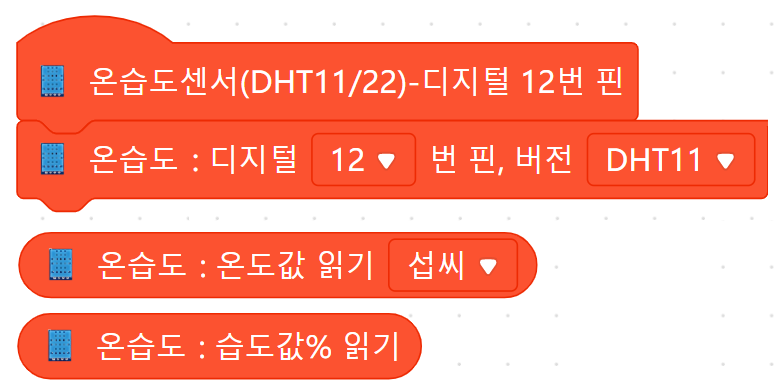 온습도센서(DHT11/22)-디지털 12번 핀
온습도 : 디지털 12 번 핀, 버전 DHT11
온습도 : 온도값 읽기 섭씨
온습도 : 습도값% 읽기